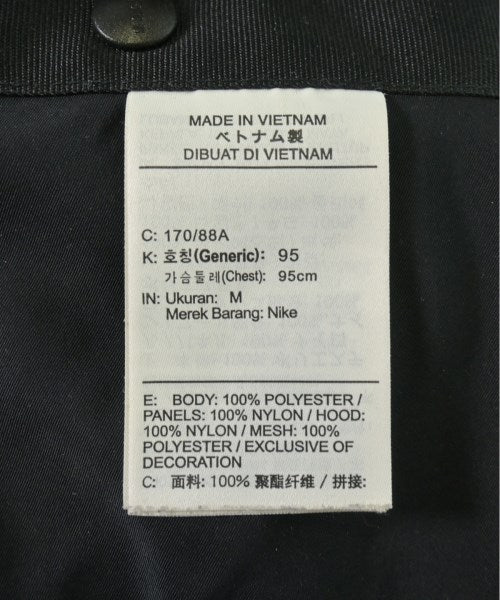 MADE IN VIETNAM
ベトナム製
DIBUAT DI VIETNAM
C: 170/88A
K: 호칭(Generic): 95
가슴둘레(Chest): 95cm
IN: Ukuran: M
Merek Barang: Nike
E: BODY: 100% POLYESTER /
PANELS: 100% NYLON / HOOD:
100% NYLON / MESH: 100%
POLYESTER / EXCLUSIVE OF
DECORATION
C: 面料: 100% 聚酯纤维 / 拼接: